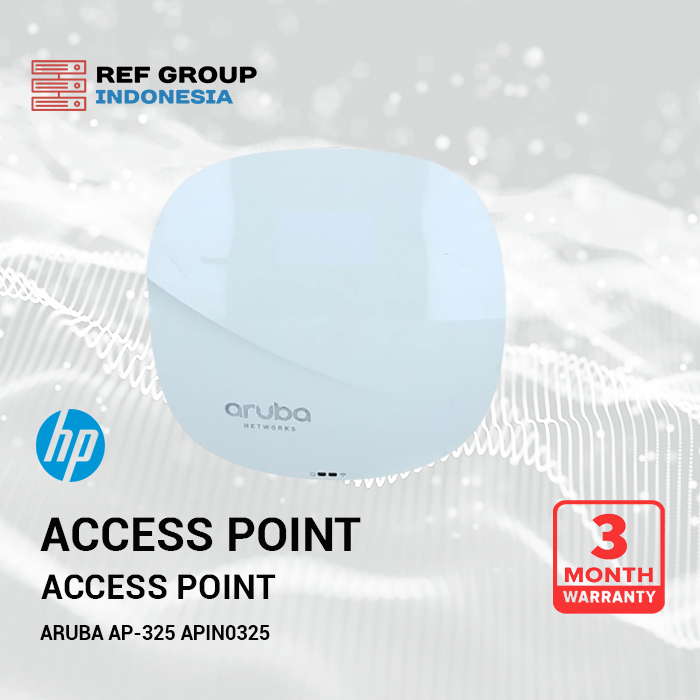 REF GROUP
INDONESIA
aruba
NETWORKS
hp
ACCESS POINT
ACCESS POINT
ARUBA AP-325 APIN0325
3
MONTH
WARRANTY